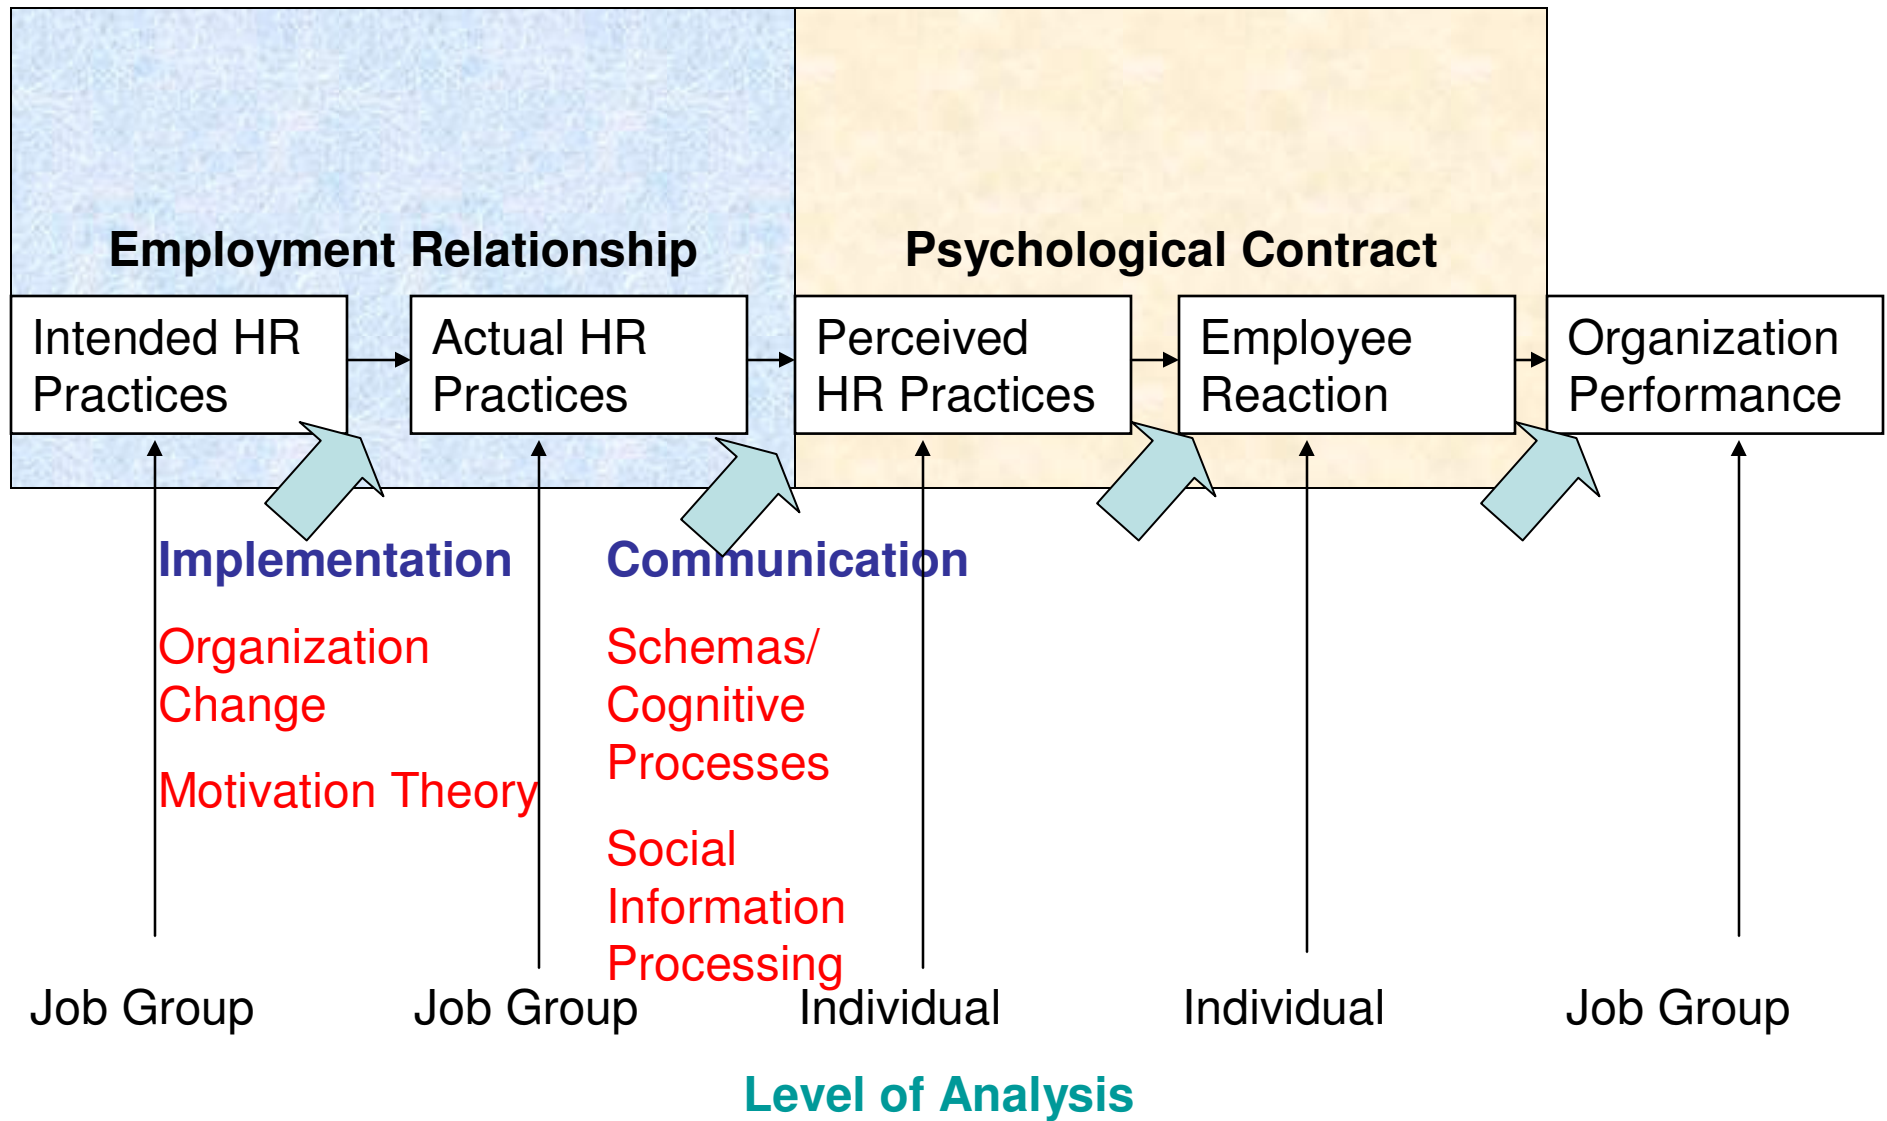 Employment Relationship
Psychological Contract
Intended HR
Practices
Actual HR
Practices
Perceived
HR Practices
Employee
Reaction
Organization
Performance
Implementation
Organization
Change
Motivation Theory
Communication
Schemas/
Cognitive
Processes
Social
Information
Processing
Job Group
Job Group
Individual
Individual
Job Group
Level of Analysis